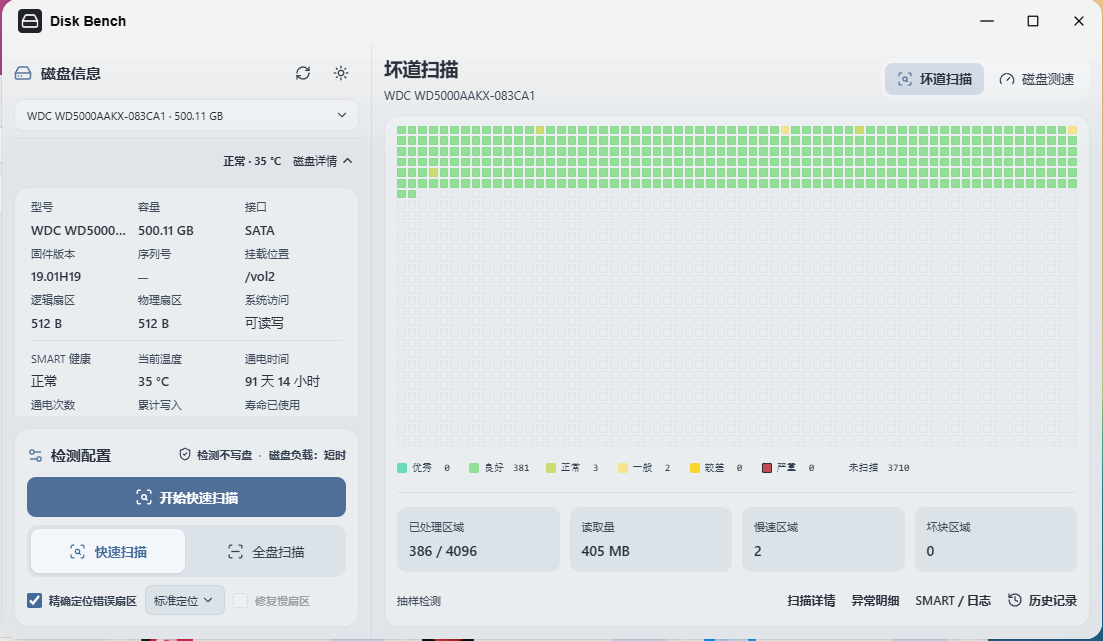 Disk Bench
磁盘信息
WDC WD5000AAKX-083CA1 · 500.11 GB
正常 · 35 °C 磁盘详情
型号 容量 接口
WDC WD5000... 500.11 GB SATA
固件版本 序列号 挂载位置
19.01H19 — /vol2
逻辑扇区 物理扇区 系统访问
512 B 512 B 可读写
SMART 健康 当前温度 通电时间
正常 35 °C 91 天 14 小时
通电次数 累计写入 寿命已使用
检测配置 检测不写盘 · 磁盘负载：短时
开始快速扫描
快速扫描 全盘扫描
精确定位错误扇区 标准定位 修复慢扇区
坏道扫描
WDC WD5000AAKX-083CA1
坏道扫描 磁盘测速
优秀 0 良好 381 正常 3 一般 2 较差 0 严重 0 未扫描 3710
已处理区域 读取量 慢速区域 坏块区域
386 / 4096 405 MB 2 0
抽样检测 扫描详情 异常明细 SMART / 日志 历史记录